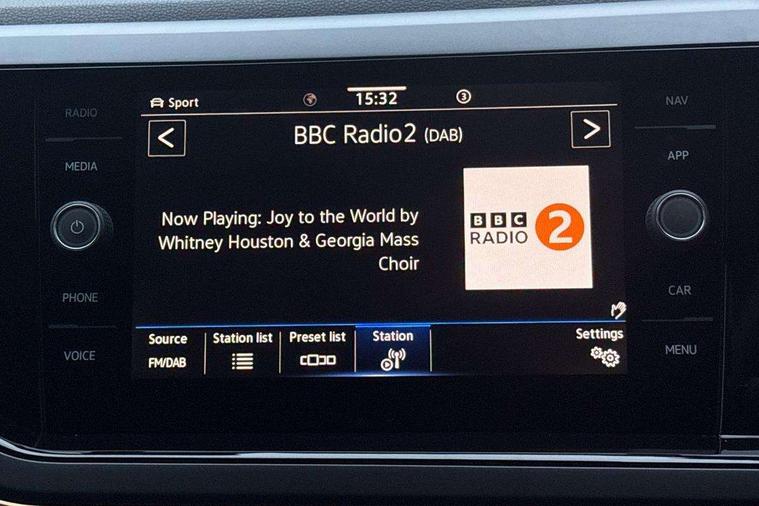 RADIO
MEDIA
PHONE
VOICE
Sport
15:32
3
BBC Radio2 (DAB)
Now Playing: Joy to the World by
Whitney Houston & Georgia Mass
Choir
BBC
RADIO
2
Source
FM/DAB
Station list
Preset list
Station
Settings
NAV
APP
CAR
MENU